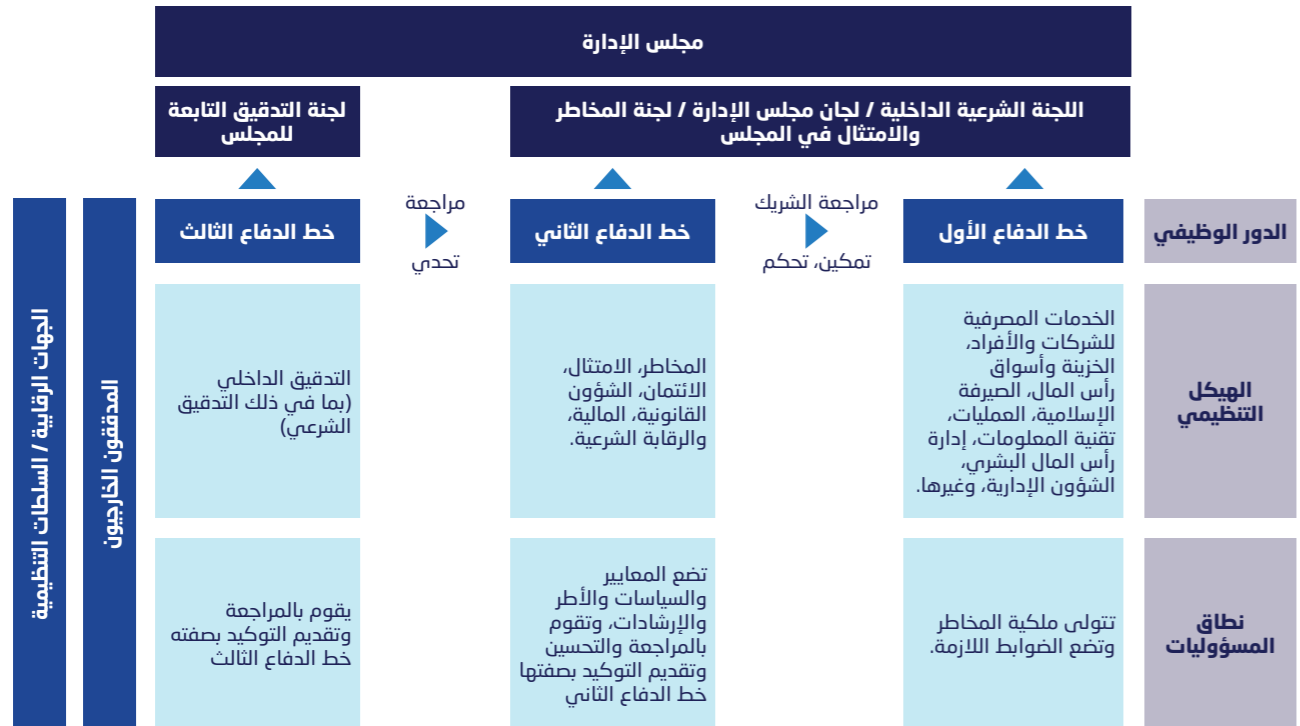 مجلس الإدارة
اللجنة الشرعية الداخلية / لجان مجلس الإدارة / لجنة المخاطر
والامتثال في المجلس
لجنة التدقيق التابعة
للمجلس
الدور الوظيفي
خط الدفاع الأول
مراجعة الشريك
تمكين، تحكم
خط الدفاع الثاني
مراجعة
تحدي
خط الدفاع الثالث
الهيكل
التنظيمي
الخدمات المصرفية
للشركات والأفراد،
الخزينة وأسواق
رأس المال، الصيرفة
الإسلامية، العمليات،
تقنية المعلومات، إدارة
رأس المال البشري،
الشؤون الإدارية، وغيرها.
المخاطر، الامتثال،
الائتمان، الشؤون
القانونية، المالية،
والرقابة الشرعية.
التدقيق الداخلي
(بما في ذلك التدقيق
الشرعي)
نطاق
المسؤوليات
تتولى ملكية المخاطر
وتضع الضوابط اللازمة.
تضع المعايير
والسياسات والأطر
والإرشادات، وتقوم
بالمراجعة والتحسين
وتقديم التوكيد بصفتها
خط الدفاع الثاني
يقوم بالمراجعة
وتقديم التوكيد بصفته
خط الدفاع الثالث
المدققون الخارجيون
الجهات الرقابية / السلطات التنظيمية